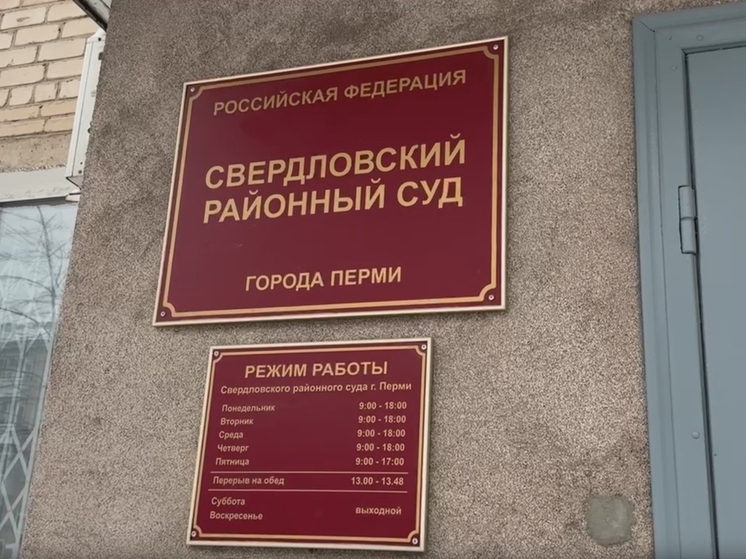 РОССИЙСКАЯ ФЕДЕРАЦИЯ
СВЕРДЛОВСКИЙ
РАЙОННЫЙ СУД
ГОРОДА ПЕРМИ
РЕЖИМ РАБОТЫ
Свердловского районного суда г. Перми
Понедельник 9:00 - 18:00
Вторник 9:00 - 18:00
Среда 9:00 - 18:00
Четверг 9:00 - 18:00
Пятница 9:00 - 17:00
Перерыв на обед 13.00 - 13.48
Суббота
Воскресенье выходной